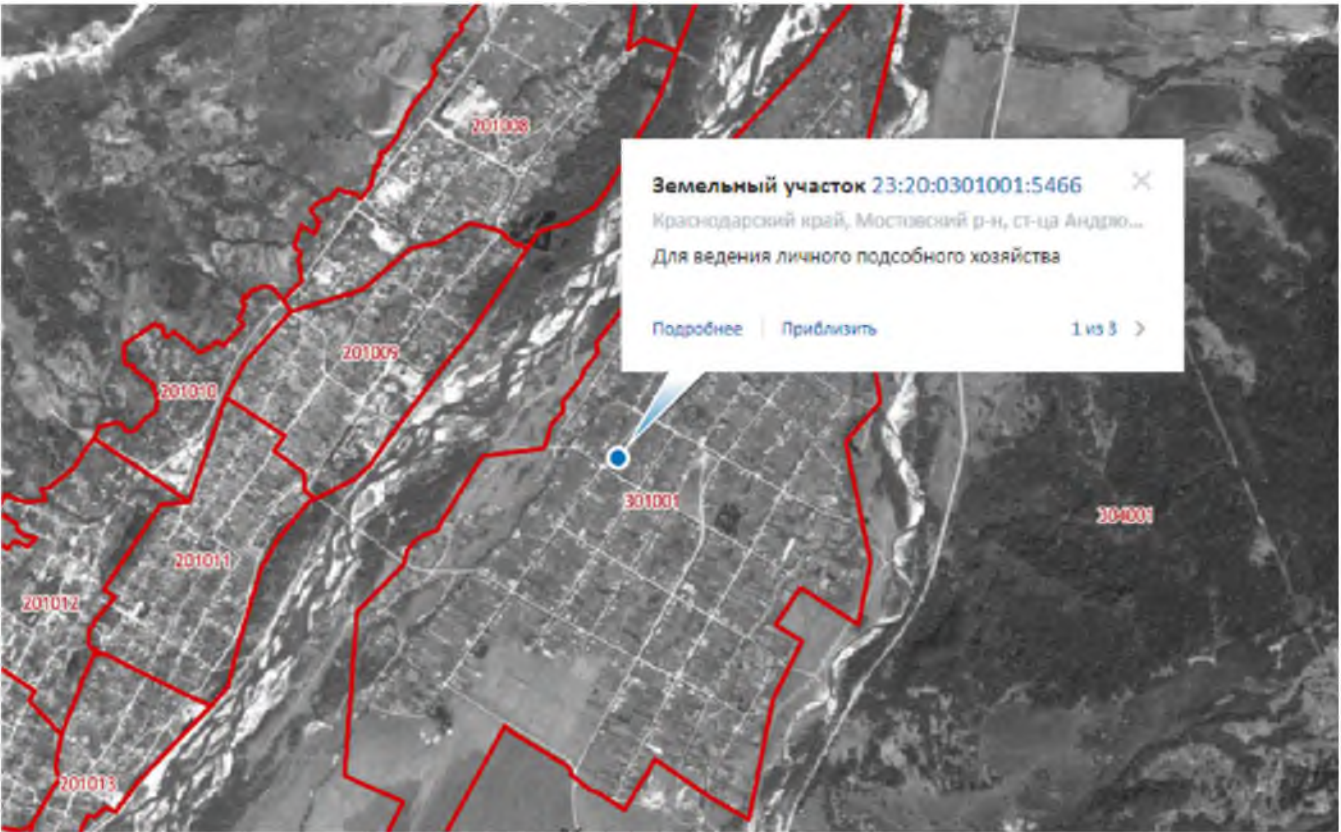 201008
Земельный участок 23:20:0301001:5466
Краснодарский край, Мостовский р-н, ст-ца Андрю...
Для ведения личного подсобного хозяйства
Подробнее Приблизить 1 из 3
201009
201010
301001
304001
201011
201012
201013